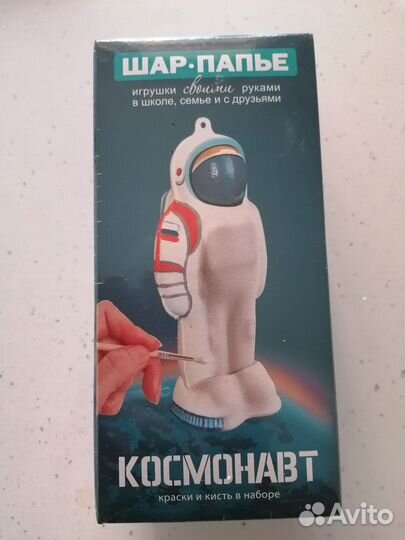 ШАР·ПАПЬЕ
игрушки своими руками
в школе, семье и с друзьями
КОСМОНАВТ
краски и кисть в наборе
Avito